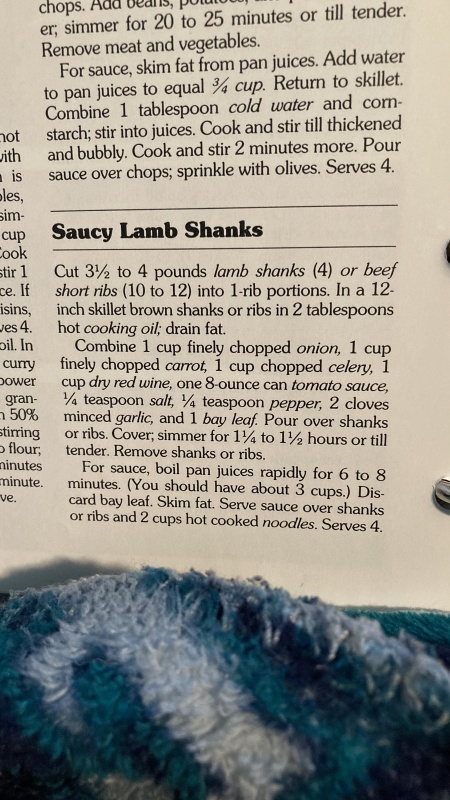 chops. Add beans, potatoes,
er; simmer for 20 to 25 minutes or till tender.
Remove meat and vegetables.
For sauce, skim fat from pan juices. Add water
to pan juices to equal ¾ cup. Return to skillet.
Combine 1 tablespoon cold water and corn-
starch; stir into juices. Cook and stir till thickened
and bubbly. Cook and stir 2 minutes more. Pour
sauce over chops; sprinkle with olives. Serves 4.
Saucy Lamb Shanks
Cut 3½ to 4 pounds lamb shanks (4) or beef
short ribs (10 to 12) into 1-rib portions. In a 12-
inch skillet brown shanks or ribs in 2 tablespoons
hot cooking oil; drain fat.
Combine 1 cup finely chopped onion, 1 cup
finely chopped carrot, 1 cup chopped celery, 1
cup dry red wine, one 8-ounce can tomato sauce,
¼ teaspoon salt, ¼ teaspoon pepper, 2 cloves
minced garlic, and 1 bay leaf. Pour over shanks
or ribs. Cover; simmer for 1¼ to 1½ hours or till
tender. Remove shanks or ribs.
For sauce, boil pan juices rapidly for 6 to 8
minutes. (You should have about 3 cups.) Dis-
card bay leaf. Skim fat. Serve sauce over shanks
or ribs and 2 cups hot cooked noodles. Serves 4.
not
with
is
les,
sim-
cup
Cook
stir 1
ce. If
isins,
ves 4.
oil. In
curry
power
gran-
50%
stirring
flour;
minutes
minute.
ve.